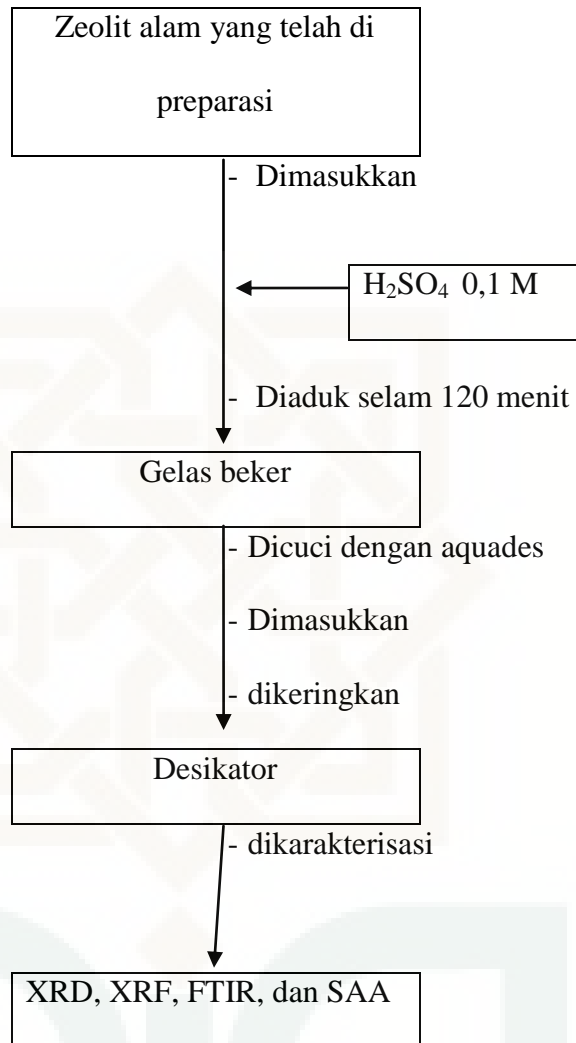 Zeolit alam yang telah di
preparasi
- Dimasukkan
H₂SO₄ 0,1 M
- Diaduk selam 120 menit
Gelas beker
- Dicuci dengan aquades
- Dimasukkan
- dikeringkan
Desikator
- dikarakterisasi
XRD, XRF, FTIR, dan SAA